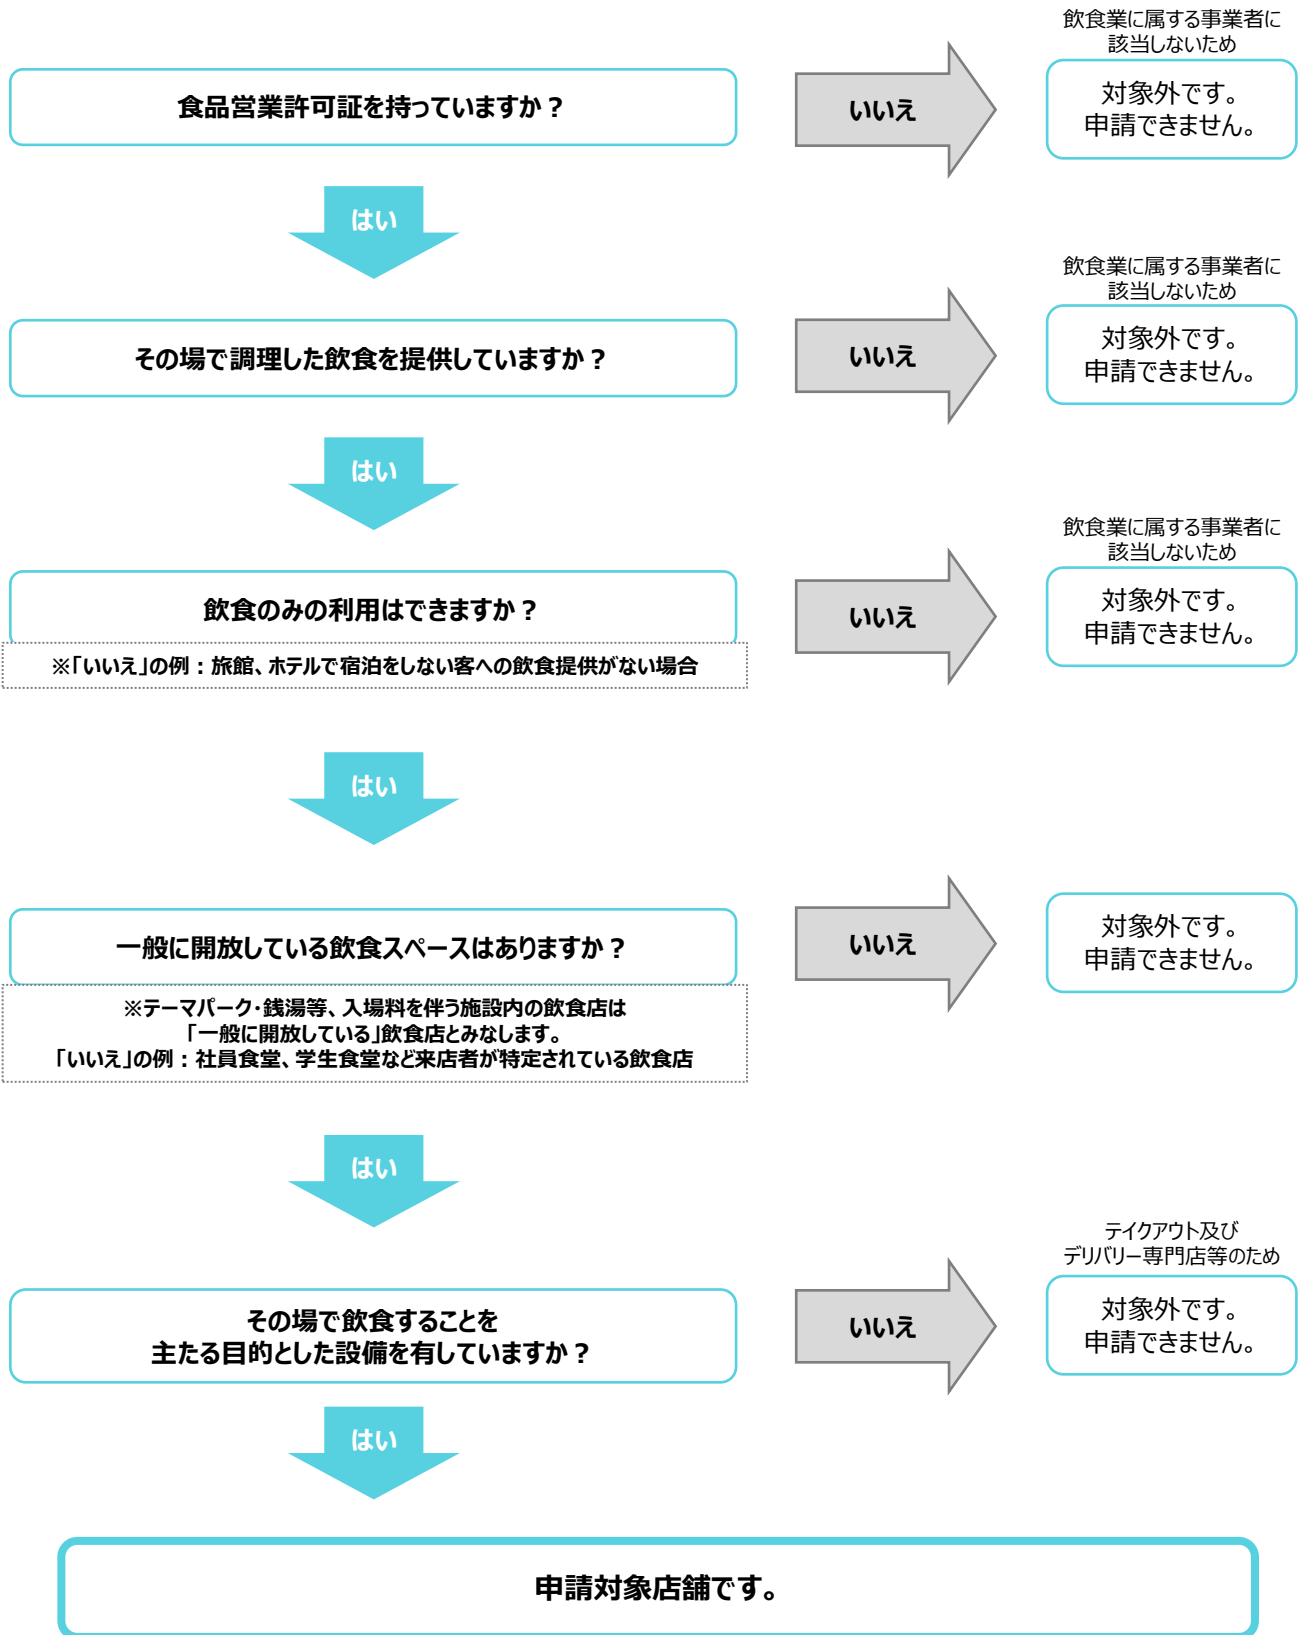 飲食業に属する事業者に
該当しないため
食品営業許可証を持っていますか？
いいえ
対象外です。
申請できません。
はい
飲食業に属する事業者に
該当しないため
その場で調理した飲食を提供していますか？
いいえ
対象外です。
申請できません。
はい
飲食業に属する事業者に
該当しないため
飲食のみの利用はできますか？
いいえ
対象外です。
申請できません。
※「いいえ」の例：旅館、ホテルで宿泊をしない客への飲食提供がない場合
はい
一般に開放している飲食スペースはありますか？
いいえ
対象外です。
申請できません。
※テーマパーク・銭湯等、入場料を伴う施設内の飲食店は
「一般に開放している」飲食店とみなします。
「いいえ」の例：社員食堂、学生食堂など来店者が特定されている飲食店
はい
テイクアウト及び
デリバリー専門店等のため
その場で飲食することを
主たる目的とした設備を有していますか？
いいえ
対象外です。
申請できません。
はい
申請対象店舗です。